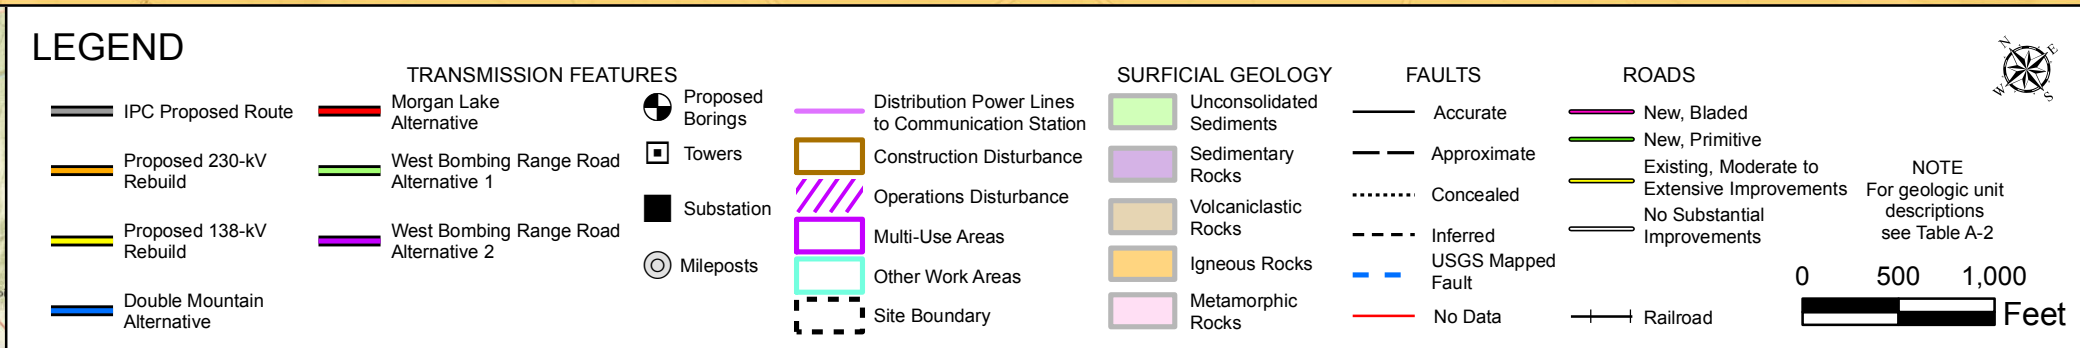 LEGEND
TRANSMISSION FEATURES
IPC Proposed Route
Proposed 230-kV
Rebuild
Proposed 138-kV
Rebuild
Double Mountain
Alternative
Morgan Lake
Alternative
West Bombing Range Road
Alternative 1
West Bombing Range Road
Alternative 2
Proposed
Borings
Towers
Substation
Mileposts
Distribution Power Lines
to Communication Station
Construction Disturbance
Operations Disturbance
Multi-Use Areas
Other Work Areas
Site Boundary
SURFICIAL GEOLOGY
Unconsolidated
Sediments
Sedimentary
Rocks
Volcaniclastic
Rocks
Igneous Rocks
Metamorphic
Rocks
FAULTS
Accurate
Approximate
Concealed
Inferred
USGS Mapped
Fault
No Data
ROADS
New, Bladed
New, Primitive
Existing, Moderate to
Extensive Improvements
No Substantial
Improvements
Railroad
N
E
W
S
NOTE
For geologic unit
descriptions
see Table A-2
0 500 1,000
Feet